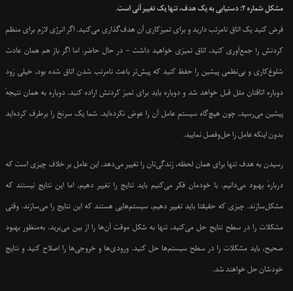 مشکل شماره ۲: دستیابی به یک هدف، تنها یک تغییر آنی است.
فرض کنید یک اتاق نامرتب دارید و برای تمیزکاری آن هدف‌گذاری می‌کنید. اگر انرژی لازم برای منظم
کردنش را جمع‌آوری کنید، اتاق تمیزی خواهید داشت – در حال حاضر. اما اگر باز هم همان عادت
شلوغ‌کاری و بی‌نظمی پیشین را حفظ کنید که پیش‌تر باعث نامرتب شدن اتاق شده بود، خیلی زود
دوباره اتاقتان مثل قبل خواهد شد و دوباره باید برای تمیز کردنش اراده کنید. دوباره به همان نتیجهٔ
پیشین می‌رسید، چون هیچ‌گاه سیستم عامل آن را عوض نکرده‌اید. شما یک سرنخ را برطرف کرده‌اید
بدون اینکه عامل را حل‌وفصل نمایید.
رسیدن به هدف تنها برای همان لحظه، زندگی‌تان را تغییر می‌دهد. این عامل بر خلاف چیزی است که
دربارهٔ بهبود می‌دانیم. با خودمان فکر می‌کنیم باید نتایج را تغییر دهیم، اما این نتایج نیستند که
مشکل‌سازند. چیزی که حقیقتا باید تغییر دهیم، سیستم‌هایی هستند که این نتایج را می‌سازند. وقتی
مشکلات را در سطح نتایج حل می‌کنید، تنها به شکل موقت آن‌ها را از بین می‌برید. به‌منظور بهبود
صحیح، باید مشکلات را در سطح سیستم‌ها حل کنید. ورودی‌ها و خروجی‌ها را اصلاح کنید و نتایج
خودشان حل خواهند شد.